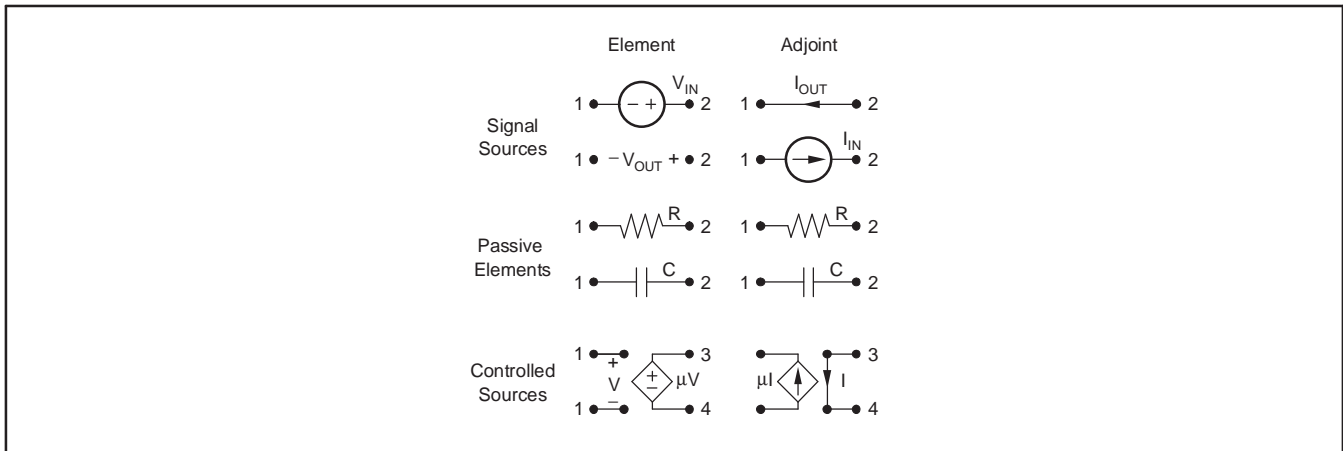 Element Adjoint
1 − + V_IN 2 1 I_OUT 2
Signal
Sources
1 − V_OUT + 2 1 I_IN 2
1 R 2 1 R 2
Passive
Elements
1 C 2 1 C 2
1 + 3 3
Controlled
Sources
V + − μV μI I
1 − 4 4